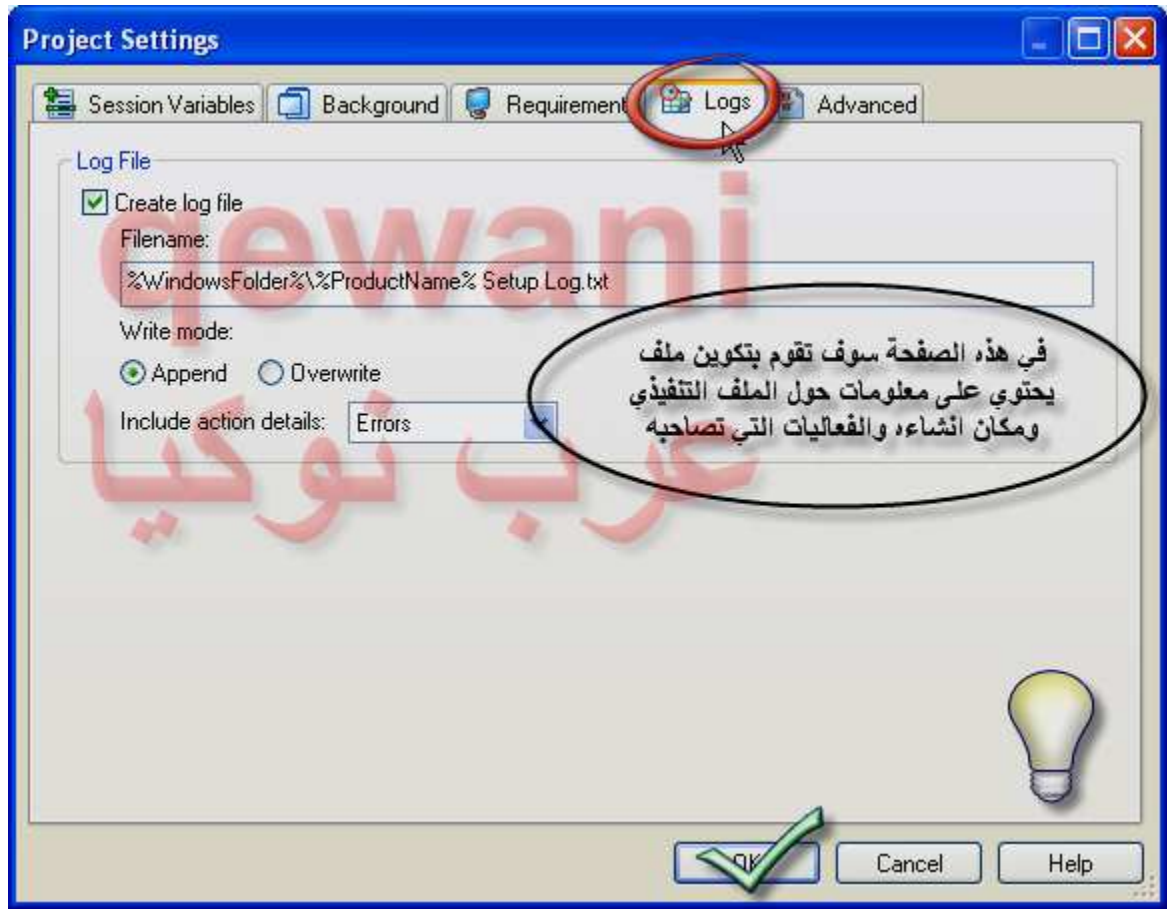 Project Settings
Session Variables
Background
Requirement
Logs
Advanced
Log File
Create log file
Filename:
%WindowsFolder%\%ProductName% Setup Log.txt
Write mode:
Append
Overwrite
Include action details:
Errors
في هذه الصفحة سوف تقوم بتكوين ملف
يحتوي على معلومات حول الملف التنفيذي
ومكان انشاءه والفعاليات التي تصاحبه
qewani
عرب نوكيا
OK
Cancel
Help